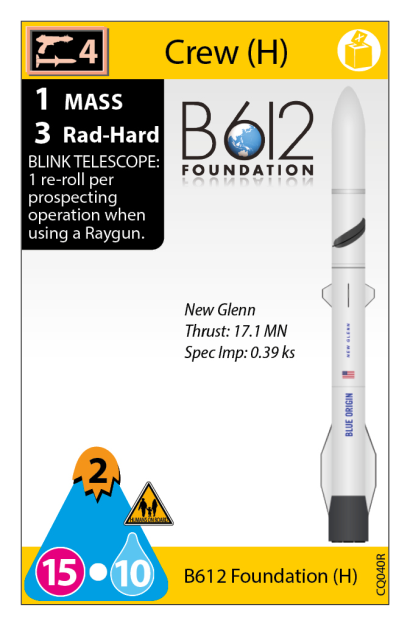 4
Crew (H)
1 MASS
3 Rad-Hard
BLINK TELESCOPE:
1 re-roll per
prospecting
operation when
using a Raygun.
B612
FOUNDATION
New Glenn
Thrust: 17.1 MN
Spec Imp: 0.39 ks
NEW GLENN
BLUE ORIGIN
2
15 • 10
B612 Foundation (H)
CQ040R